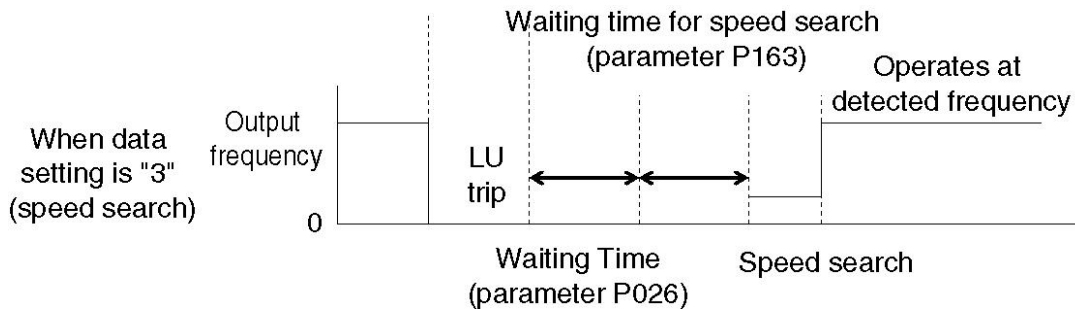 Waiting time for speed search
(parameter P163)
Operates at
detected frequency
When data
setting is "3"
(speed search)
Output
frequency
0
LU
trip
Waiting Time
(parameter P026)
Speed search